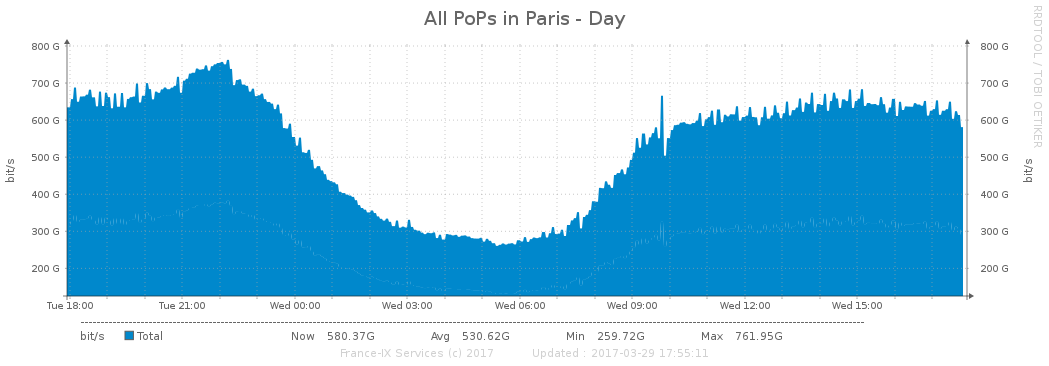 All PoPs in Paris - Day
RRDTOOL / TOBI OETIKER
bit/s
800 G 800 G
700 G 700 G
600 G 600 G
500 G 500 G
400 G 400 G
300 G 300 G
200 G 200 G
bit/s
Tue 18:00 Tue 21:00 Wed 00:00 Wed 03:00 Wed 06:00 Wed 09:00 Wed 12:00 Wed 15:00
bit/s Total Now 580.37G Avg 530.62G Min 259.72G Max 761.95G
France-IX Services (c) 2017 Updated : 2017-03-29 17:55:11